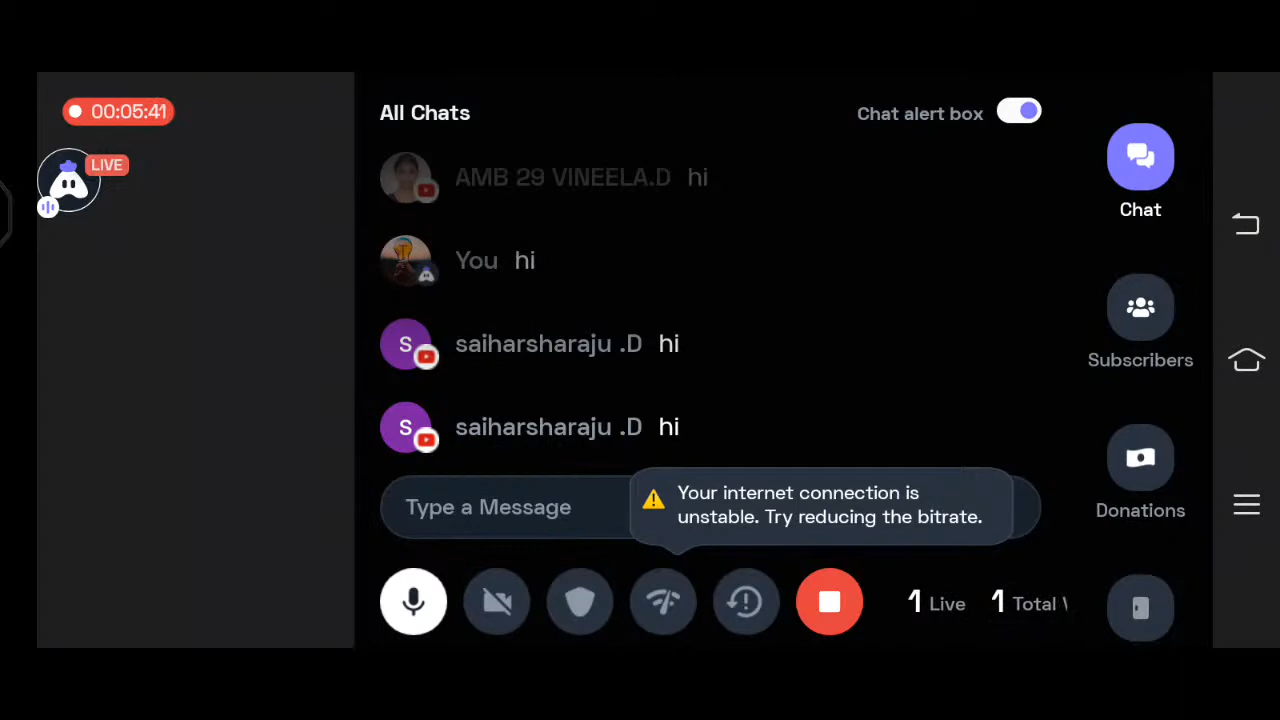 00:05:41
LIVE
All Chats
Chat alert box
AMB 29 VINEELA.D hi
You hi
S saiharsharaju .D hi
S saiharsharaju .D hi
Type a Message
Your internet connection is
unstable. Try reducing the bitrate.
1 Live 1 Total
Chat
Subscribers
Donations